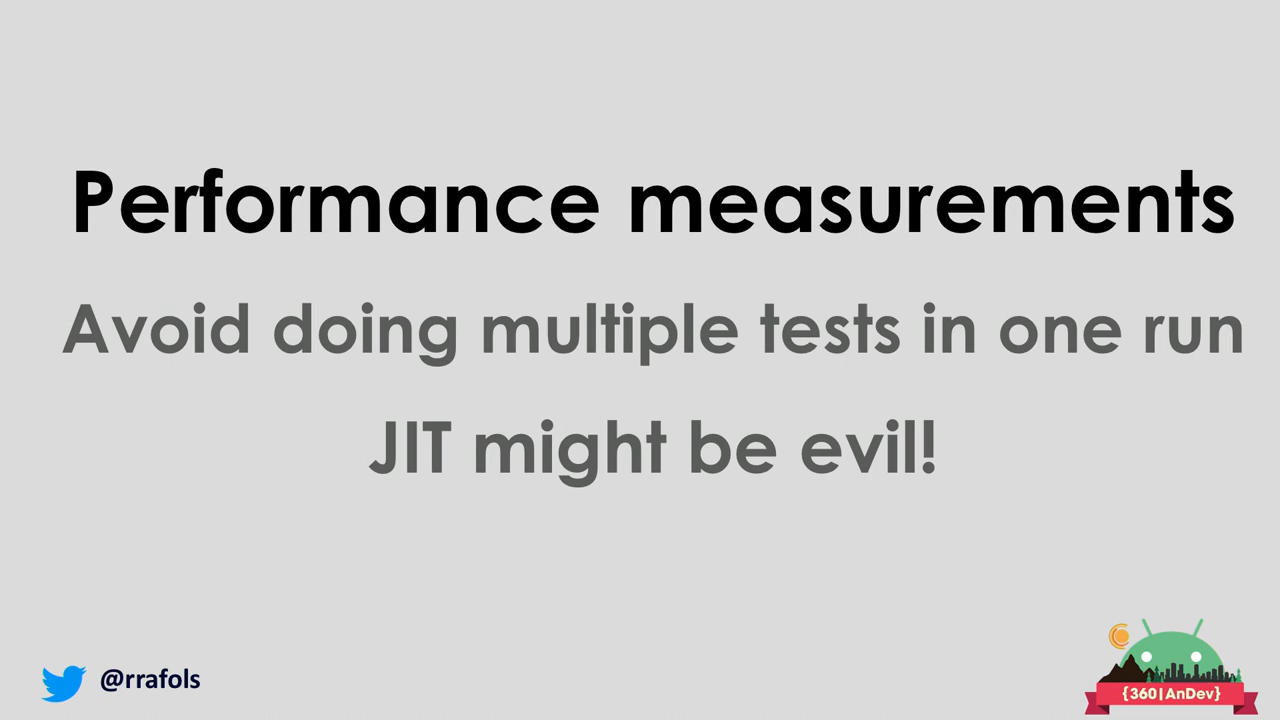 Performance measurements
Avoid doing multiple tests in one run
JIT might be evil!
@rrafols
{360|AnDev}